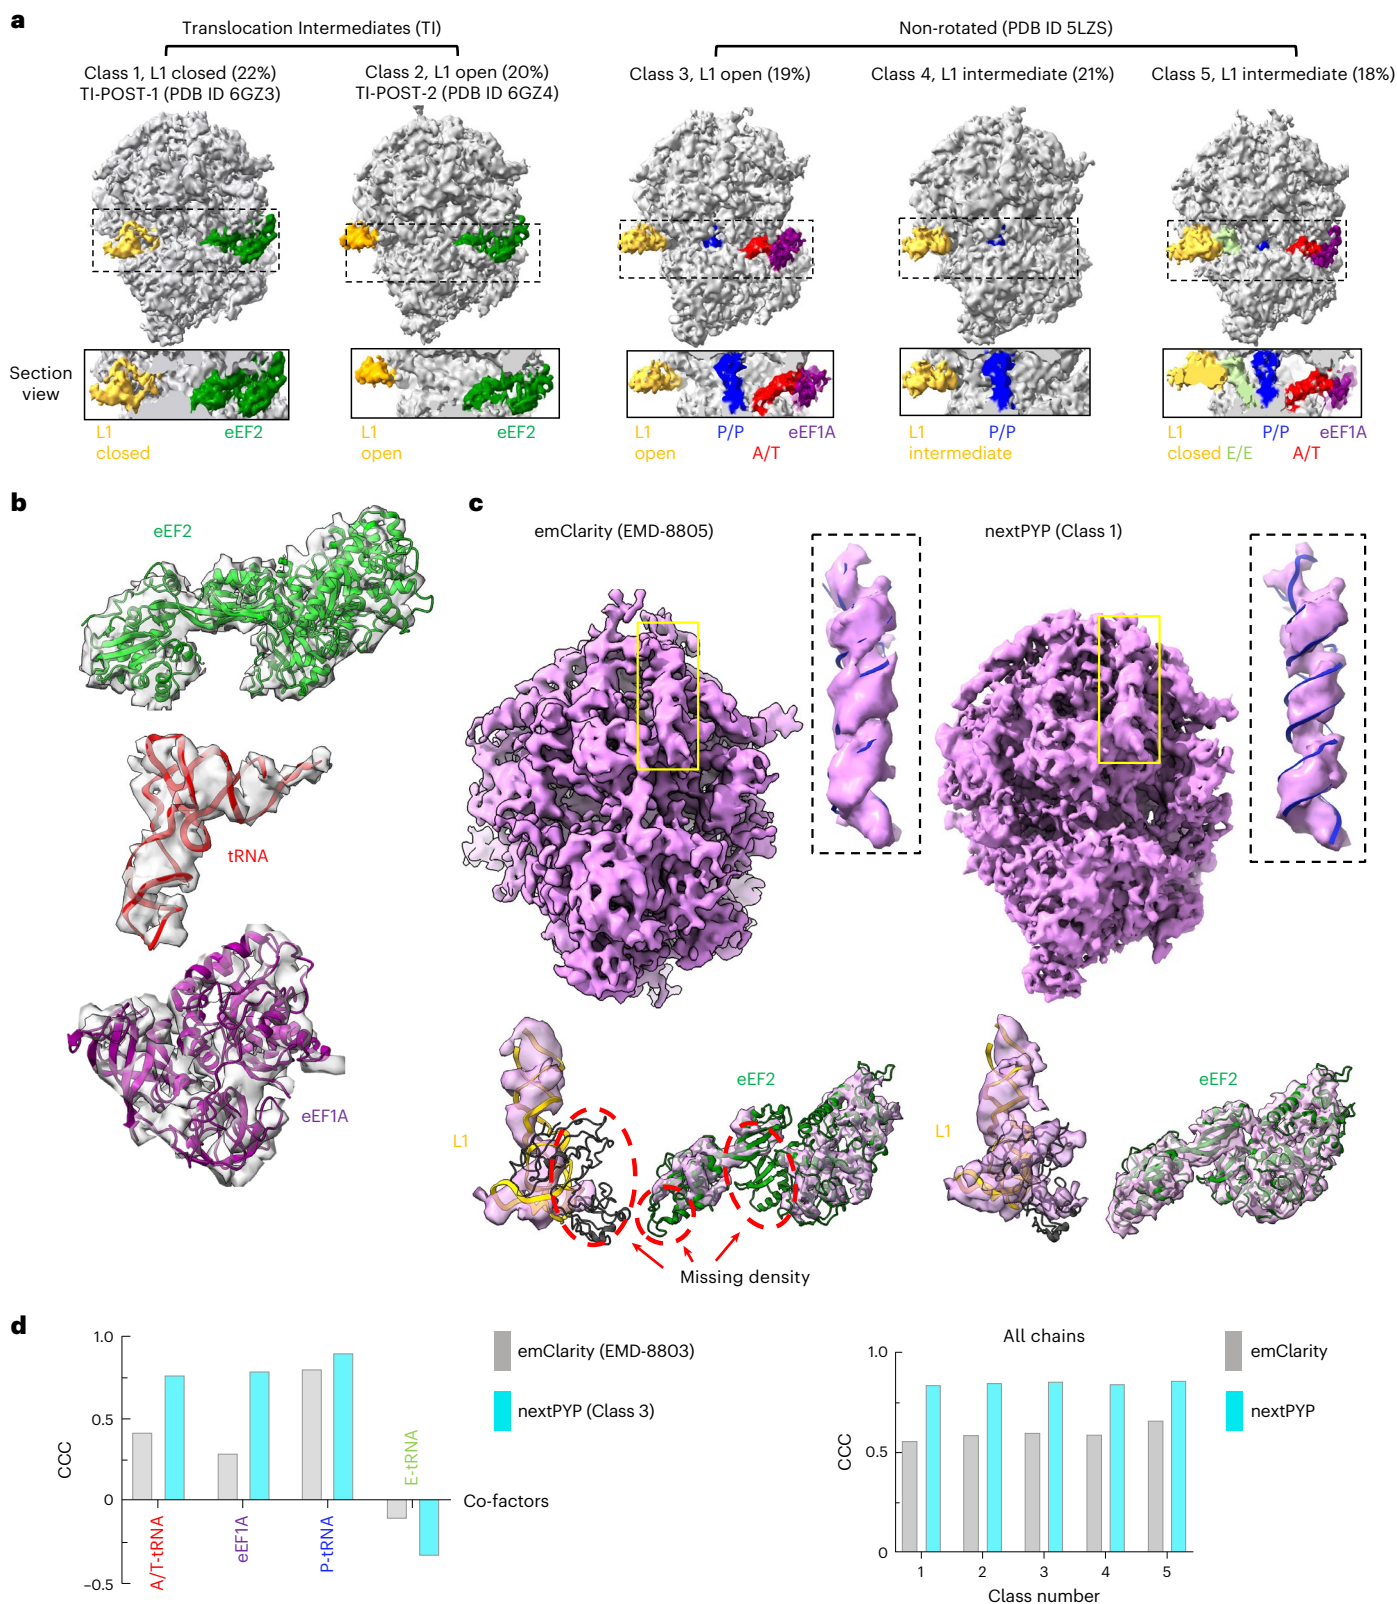 a
Translocation Intermediates (TI)
Non-rotated (PDB ID 5LZS)
Class 1, L1 closed (22%)
TI-POST-1 (PDB ID 6GZ3)
Class 2, L1 open (20%)
TI-POST-2 (PDB ID 6GZ4)
Class 3, L1 open (19%)
Class 4, L1 intermediate (21%)
Class 5, L1 intermediate (18%)
Section
view
L1
closed
eEF2
L1
open
eEF2
L1
open
P/P
A/T
eEF1A
L1
intermediate
P/P
L1
closed
E/E
P/P
A/T
eEF1A
b
eEF2
tRNA
eEF1A
c
emClarity (EMD-8805)
nextPYP (Class 1)
L1
eEF2
Missing density
L1
eEF2
d
1.0
0.5
0
–0.5
CCC
A/T-tRNA
eEF1A
P-tRNA
E-tRNA
Co-factors
emClarity (EMD-8803)
nextPYP (Class 3)
All chains
1.0
0.5
0
CCC
1 2 3 4 5
Class number
emClarity
nextPYP